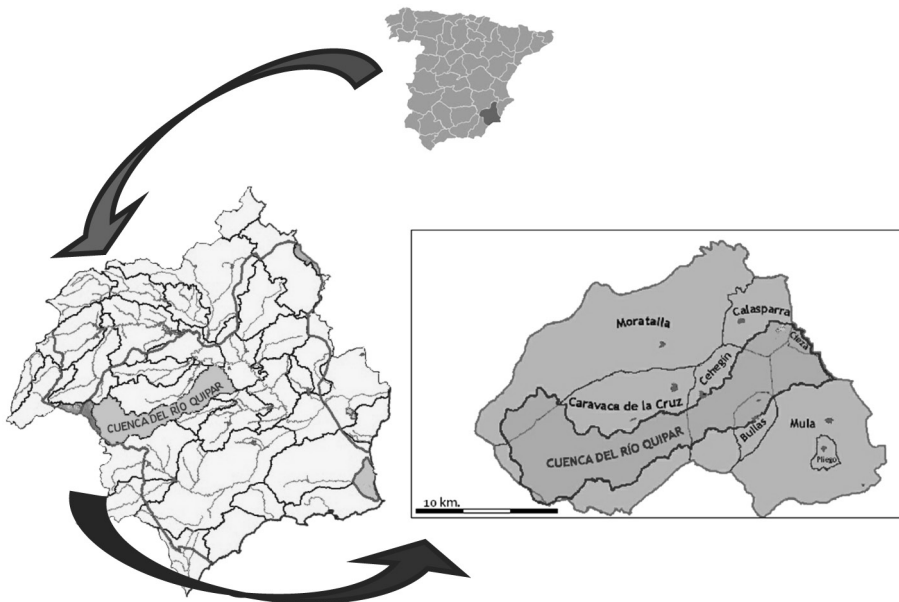 CUENCA DEL RÍO QUIPAR
Moratalla
Calasparra
Cieza
Cehegín
Caravaca de la Cruz
Bullas
Mula
Pliego
CUENCA DEL RÍO QUIPAR
10 km.